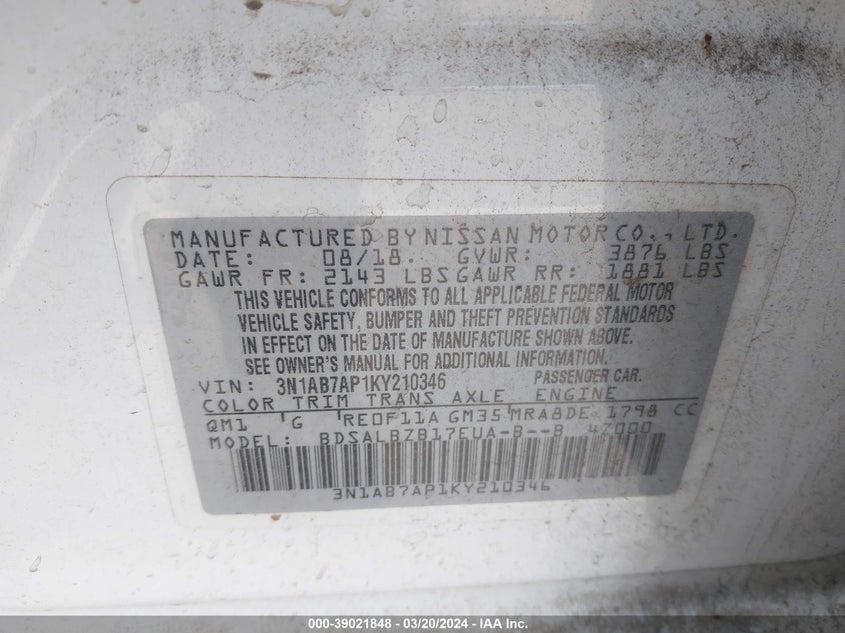 MANUFACTURED BY NISSAN MOTOR CO., LTD.
DATE: 08/18. GVWR: 3876 LBS
GAWR FR: 2143 LBS GAWR RR: 1881 LBS
THIS VEHICLE CONFORMS TO ALL APPLICABLE FEDERAL MOTOR
VEHICLE SAFETY, BUMPER AND THEFT PREVENTION STANDARDS
IN EFFECT ON THE DATE OF MANUFACTURE SHOWN ABOVE.
SEE OWNER'S MANUAL FOR ADDITIONAL INFORMATION.
VIN: 3N1AB7AP1KY210346 PASSENGER CAR.
COLOR TRIM TRANS AXLE ENGINE
QM1 G RE0F11A GM35 MRA8DE 1798 CC
MODEL: BDSALBZB17EUA-B--B 4Z000
3N1AB7AP1KY210346
000-39021848 / 03/20/2024 - IAA Inc.